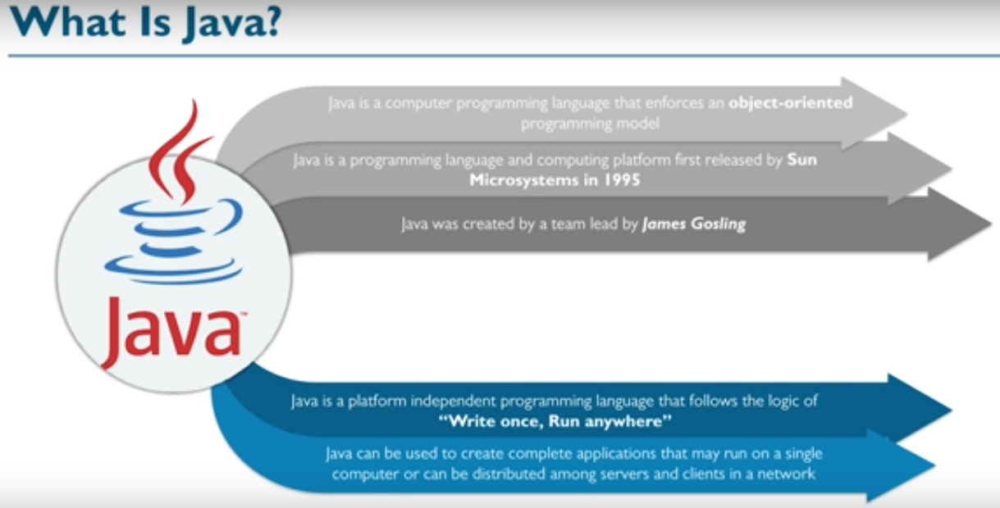 What Is Java?
Java is a computer programming language that enforces an object-oriented
programming model
Java is a programming language and computing platform first released by Sun
Microsystems in 1995
Java was created by a team lead by James Gosling
Java™
Java is a platform independent programming language that follows the logic of
“Write once, Run anywhere”
Java can be used to create complete applications that may run on a single
computer or can be distributed among servers and clients in a network